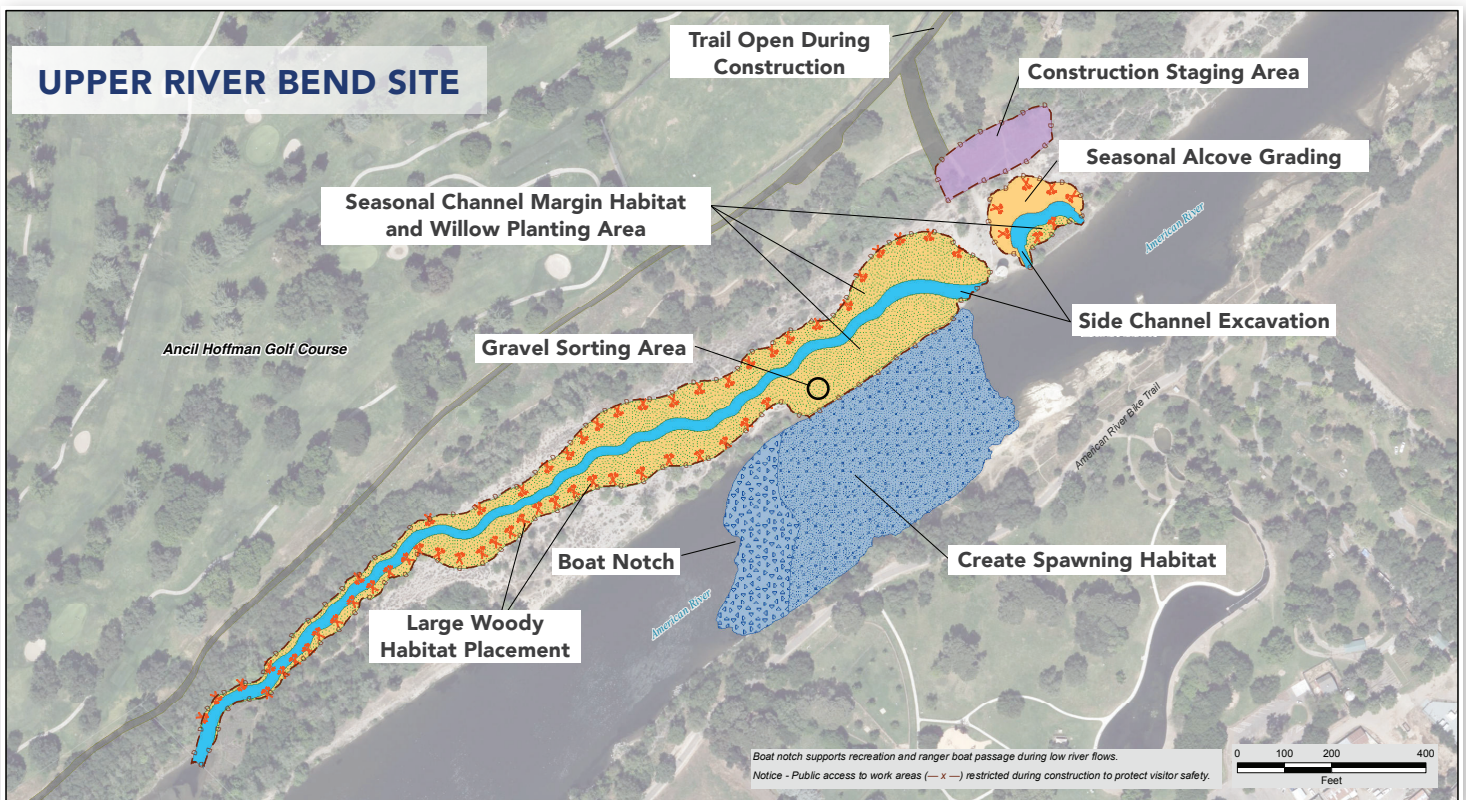 UPPER RIVER BEND SITE
Trail Open During
Construction
Construction Staging Area
Seasonal Alcove Grading
Seasonal Channel Margin Habitat
and Willow Planting Area
American River
Side Channel Excavation
Gravel Sorting Area
Ancil Hoffman Golf Course
American River Bike Trail
Boat Notch
Create Spawning Habitat
American River
Large Woody
Habitat Placement
Boat notch supports recreation and ranger boat passage during low river flows.
Notice - Public access to work areas (— x —) restricted during construction to protect visitor safety.
0 100 200 400
Feet